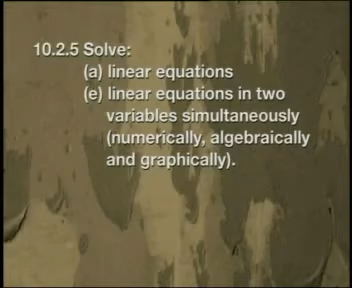 10.2.5 Solve:
(a) linear equations
(e) linear equations in two
variables simultaneously
(numerically, algebraically
and graphically).